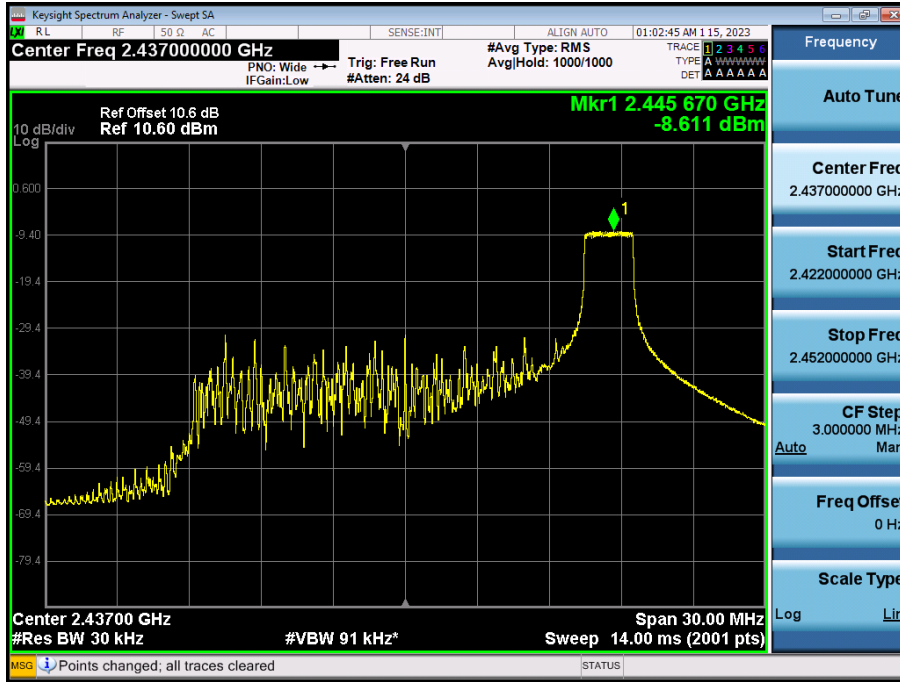 Keysight Spectrum Analyzer - Swept SA
LXI RL RF 50 Ω AC SENSE:INT ALIGN AUTO 01:02:45 AM 1 15, 2023
Center Freq 2.437000000 GHz
PNO: Wide
IFGain:Low
Trig: Free Run
#Atten: 24 dB
#Avg Type: RMS
Avg|Hold: 1000/1000
TRACE 1 2 3 4 5 6
TYPE A WWWWW
DET A A A A A A
Ref Offset 10.6 dB
10 dB/div Ref 10.60 dBm
Log
Mkr1 2.445 670 GHz
-8.611 dBm
1
0.600
-9.40
-19.4
-29.4
-39.4
-49.4
-59.4
-69.4
-79.4
Center 2.43700 GHz Span 30.00 MHz
#Res BW 30 kHz #VBW 91 kHz* Sweep 14.00 ms (2001 pts)
MSG Points changed; all traces cleared STATUS
Frequency
Auto Tune
Center Freq
2.437000000 GHz
Start Freq
2.422000000 GHz
Stop Freq
2.452000000 GHz
CF Step
3.000000 MHz
Auto Man
Freq Offset
0 Hz
Scale Type
Log Lin